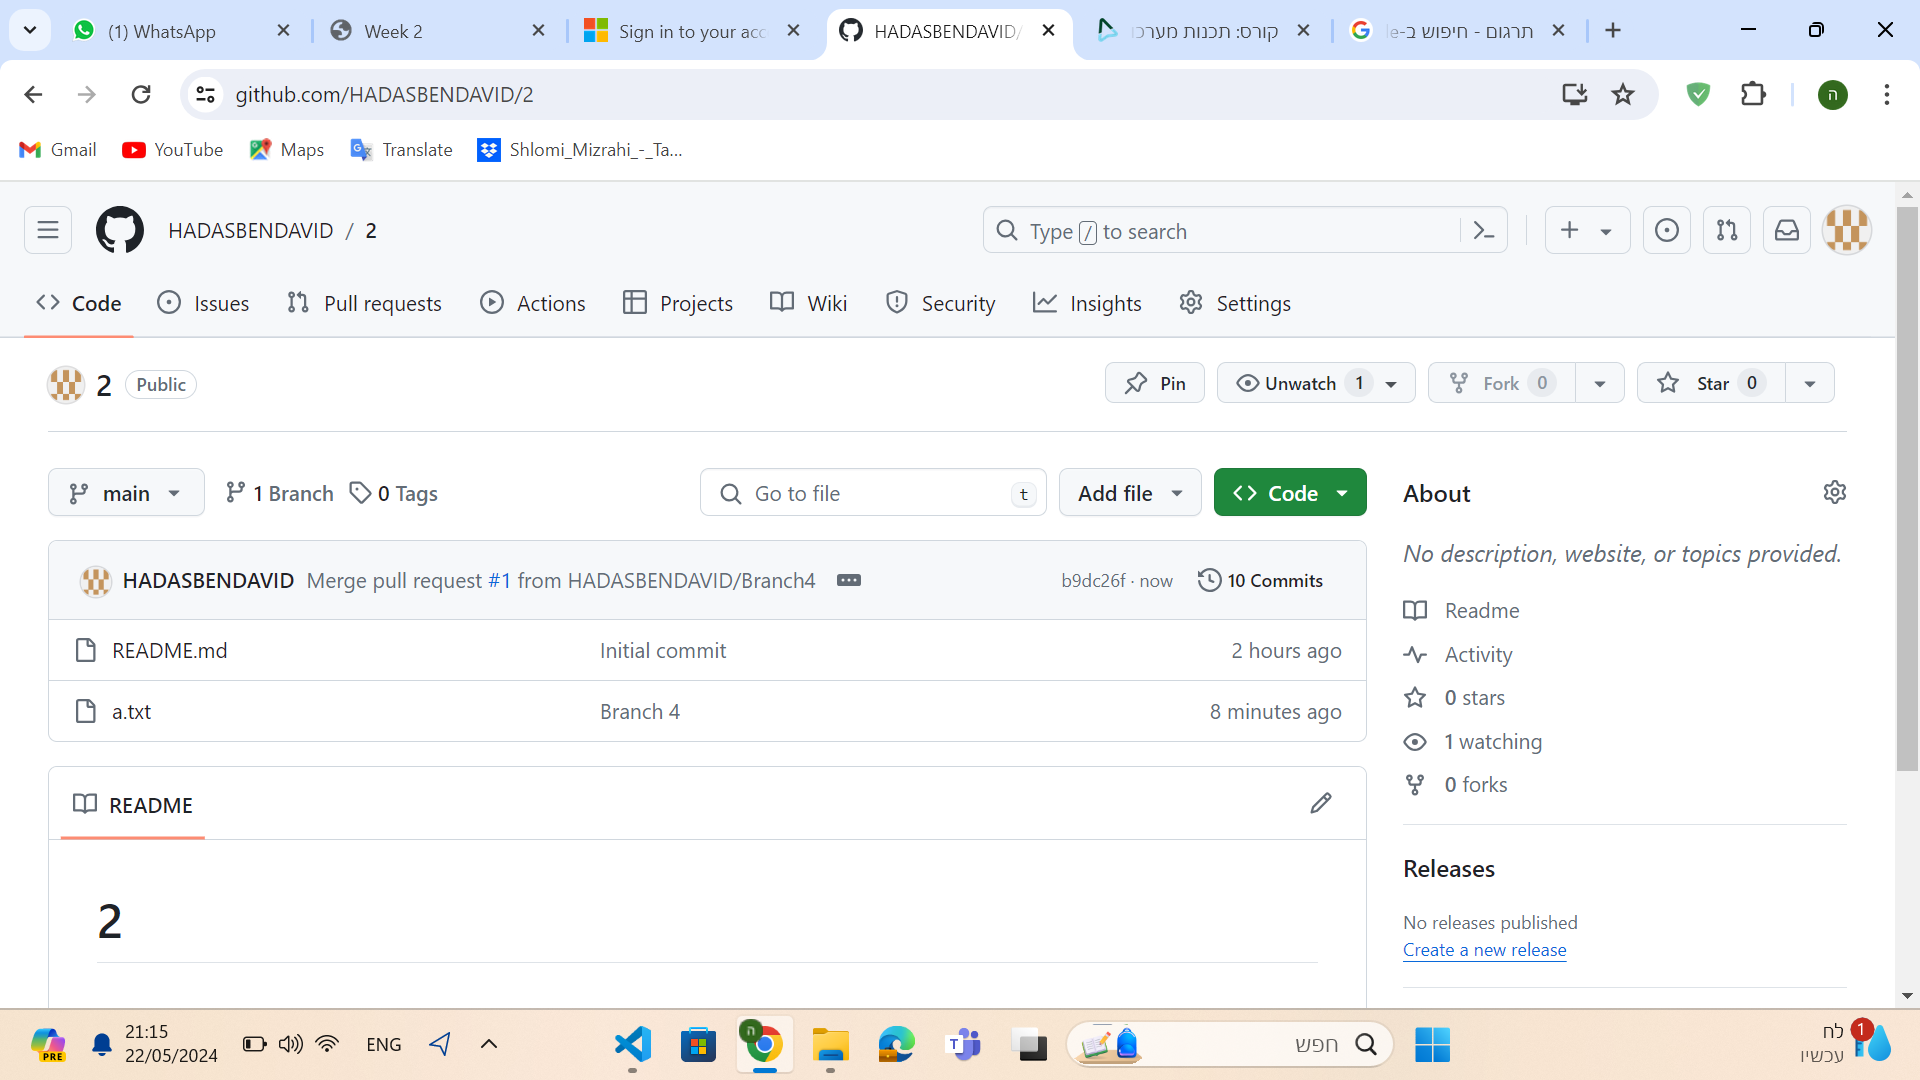 (1) WhatsApp
Week 2
Sign in to your acc
HADASBENDAVID/
קורס: תכנות מערכו
תרגום - חיפוש ב-le
github.com/HADASBENDAVID/2
ה
Gmail
YouTube
Maps
Translate
Shlomi_Mizrahi_-_Ta...
HADASBENDAVID / 2
Type / to search
Code
Issues
Pull requests
Actions
Projects
Wiki
Security
Insights
Settings
2 Public
Pin
Unwatch 1
Fork 0
Star 0
main
1 Branch
0 Tags
Go to file t
Add file
Code
HADASBENDAVID Merge pull request #1 from HADASBENDAVID/Branch4
b9dc26f · now
10 Commits
README.md Initial commit 2 hours ago
a.txt Branch 4 8 minutes ago
README
2
About
No description, website, or topics provided.
Readme
Activity
0 stars
1 watching
0 forks
Releases
No releases published
Create a new release
PRE
21:15
22/05/2024
ENG
ה
T
חפש
לח
עכשיו
1